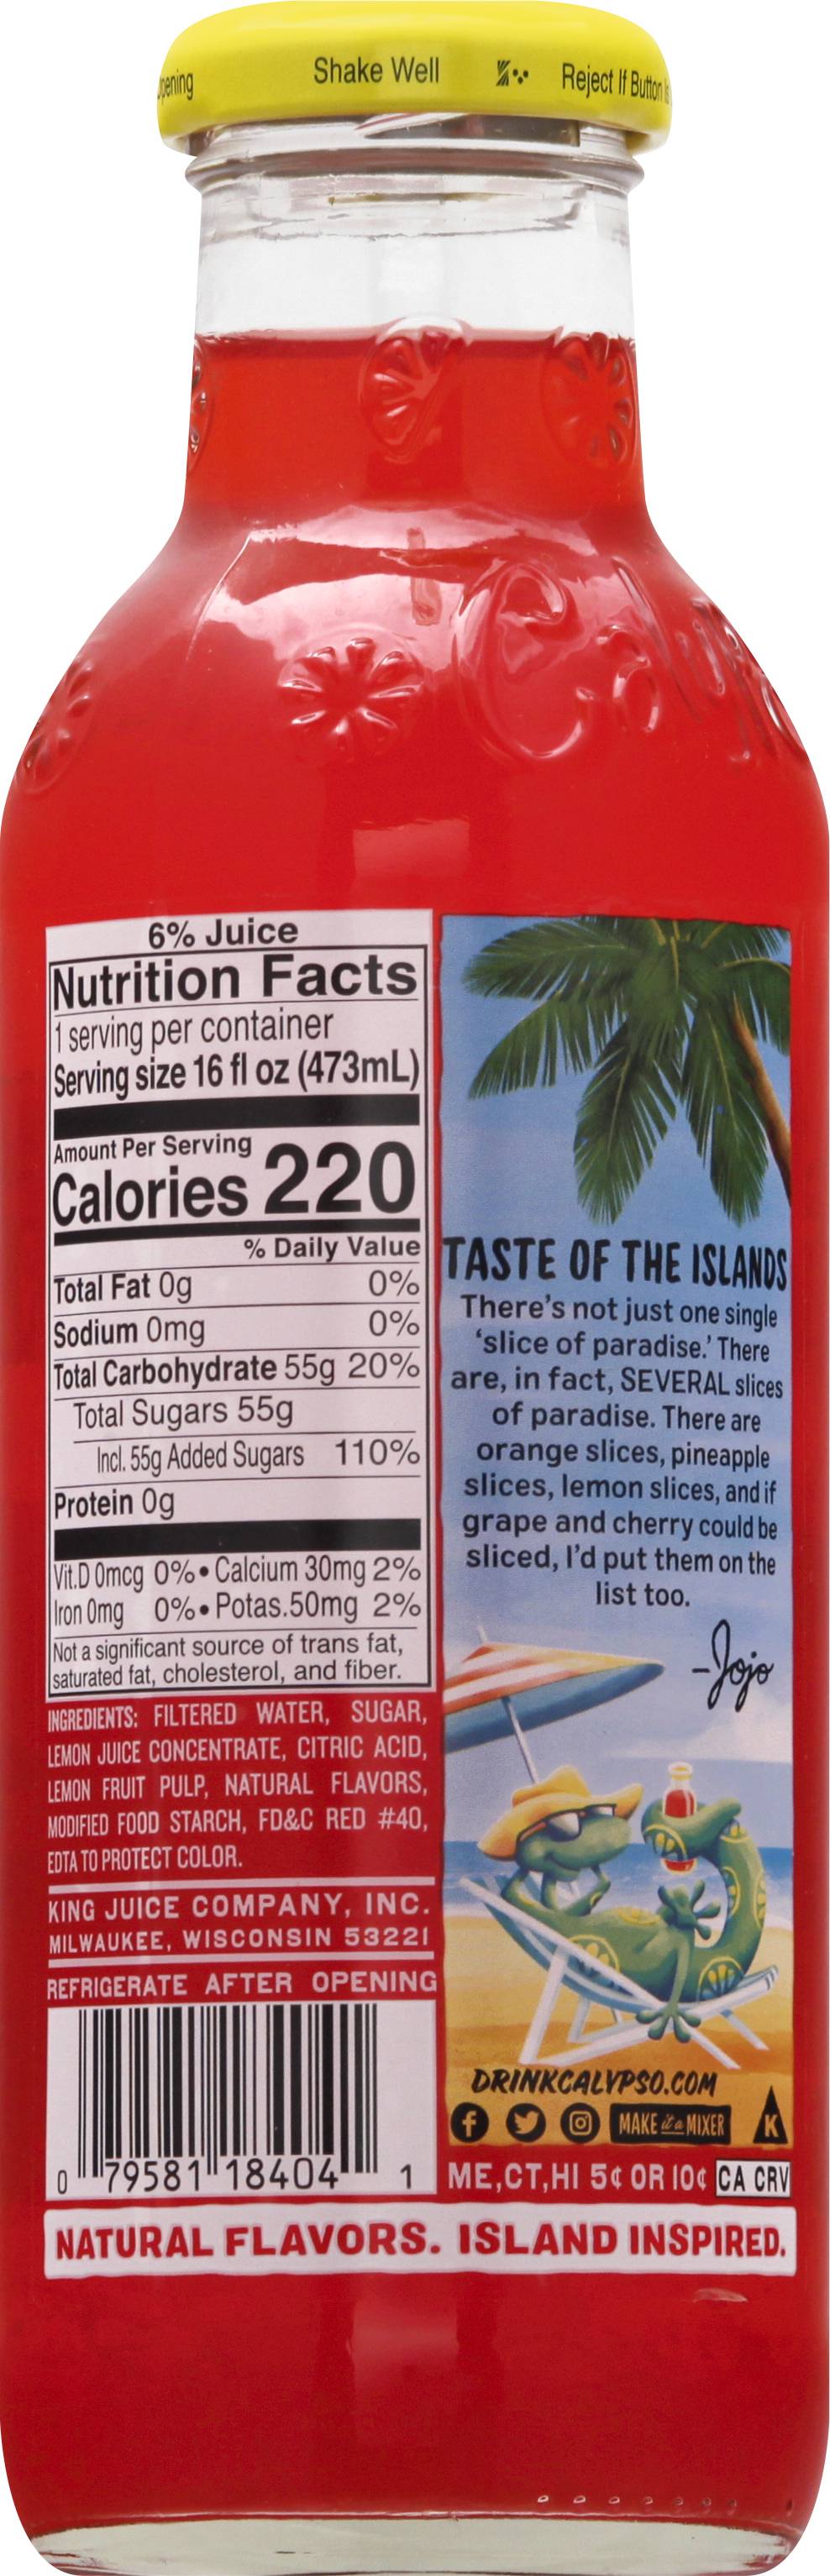 pening Shake Well Reject If Button
Calyp
6% Juice
Nutrition Facts
1 serving per container
Serving size 16 fl oz (473mL)
Amount Per Serving
Calories 220
% Daily Value
Total Fat 0g 0%
Sodium 0mg 0%
Total Carbohydrate 55g 20%
Total Sugars 55g
Incl. 55g Added Sugars 110%
Protein 0g
Vit.D 0mcg 0% • Calcium 30mg 2%
Iron 0mg 0% • Potas.50mg 2%
Not a significant source of trans fat,
saturated fat, cholesterol, and fiber.
INGREDIENTS: FILTERED WATER, SUGAR,
LEMON JUICE CONCENTRATE, CITRIC ACID,
LEMON FRUIT PULP, NATURAL FLAVORS,
MODIFIED FOOD STARCH, FD&C RED #40,
EDTA TO PROTECT COLOR.
KING JUICE COMPANY, INC.
MILWAUKEE, WISCONSIN 53221
REFRIGERATE AFTER OPENING
0 79581 18404 1
TASTE OF THE ISLANDS
There's not just one single
'slice of paradise.' There
are, in fact, SEVERAL slices
of paradise. There are
orange slices, pineapple
slices, lemon slices, and if
grape and cherry could be
sliced, I'd put them on the
list too.
-Jojo
DRINKCALYPSO.COM
MAKE it a MIXER
K
ME,CT,HI 5¢ OR 10¢ CA CRV
NATURAL FLAVORS. ISLAND INSPIRED.